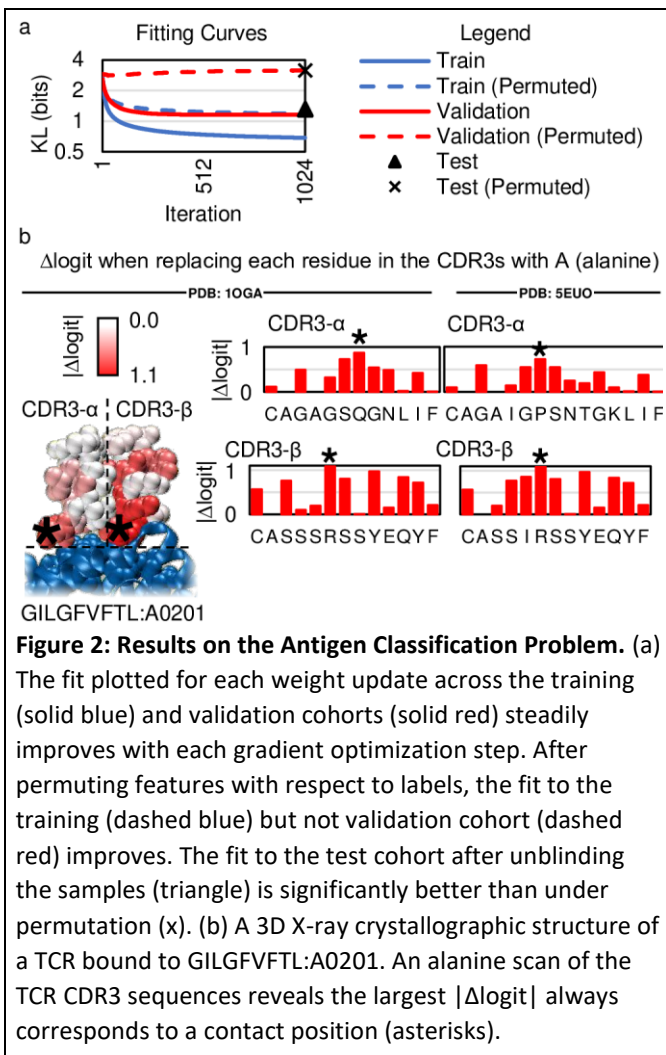 a
Fitting Curves
Legend
KL (bits)
4
2
1
0.5
1
512
1024
Iteration
Train
Train (Permuted)
Validation
Validation (Permuted)
Test
Test (Permuted)
b
Δlogit when replacing each residue in the CDR3s with A (alanine)
PDB: 1OGA
PDB: 5EUO
|Δlogit|
0.0
1.1
CDR3-α
CDR3-β
GILGFVFTL:A0201
CDR3-α
*
|Δlogit|
1
0
CAGAGSQGNLIF
CDR3-α
*
CAGAIGPSNTGKLIF
CDR3-β
*
|Δlogit|
1
0
CASSSRSSYEQYF
CDR3-β
*
CASSIRSSYEQYF
Figure 2: Results on the Antigen Classification Problem. (a)
The fit plotted for each weight update across the training
(solid blue) and validation cohorts (solid red) steadily
improves with each gradient optimization step. After
permuting features with respect to labels, the fit to the
training (dashed blue) but not validation cohort (dashed
red) improves. The fit to the test cohort after unblinding
the samples (triangle) is significantly better than under
permutation (x). (b) A 3D X-ray crystallographic structure of
a TCR bound to GILGFVFTL:A0201. An alanine scan of the
TCR CDR3 sequences reveals the largest |Δlogit| always
corresponds to a contact position (asterisks).